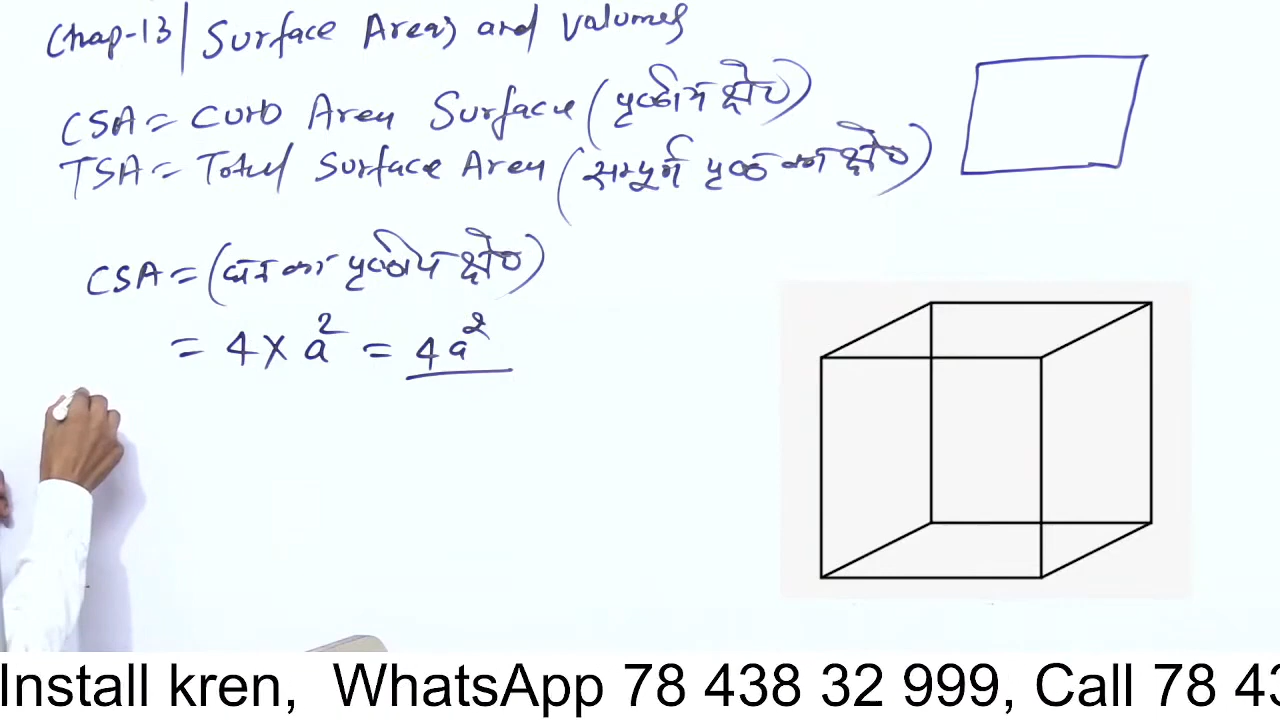 Chap-13 | Surface Areas and Volumes
CSA = Curb Area Surface (पृष्ठीय क्षेत्र)
TSA = Total Surface Area (सम्पूर्ण पृष्ठ का क्षेत्र)
CSA = (घन का पृष्ठीय क्षेत्र)
= 4 × a² = 4a²
Install kren, WhatsApp 78 438 32 999, Call 78 43